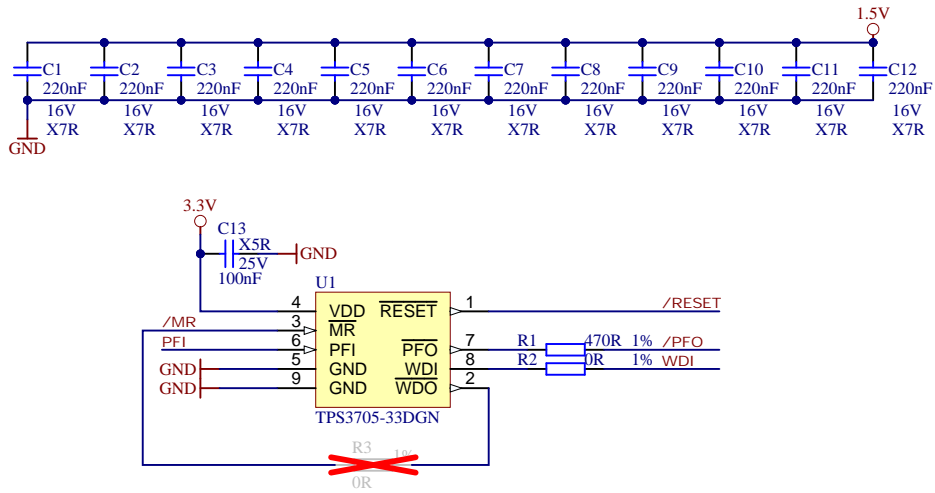 1.5V
C1 C2 C3 C4 C5 C6 C7 C8 C9 C10 C11 C12
220nF 220nF 220nF 220nF 220nF 220nF 220nF 220nF 220nF 220nF 220nF 220nF
16V 16V 16V 16V 16V 16V 16V 16V 16V 16V 16V 16V
X7R X7R X7R X7R X7R X7R X7R X7R X7R X7R X7R X7R
GND
3.3V
C13
X5R GND
25V
100nF
U1
4 VDD RESET 1 /RESET
/MR 3 MR
PFI 6 PFI PFO 7 R1 470R 1% /PFO
GND 5 GND WDI 8 R2 0R 1% WDI
GND 9 GND WDO 2
TPS3705-33DGN
R3 1%
0R